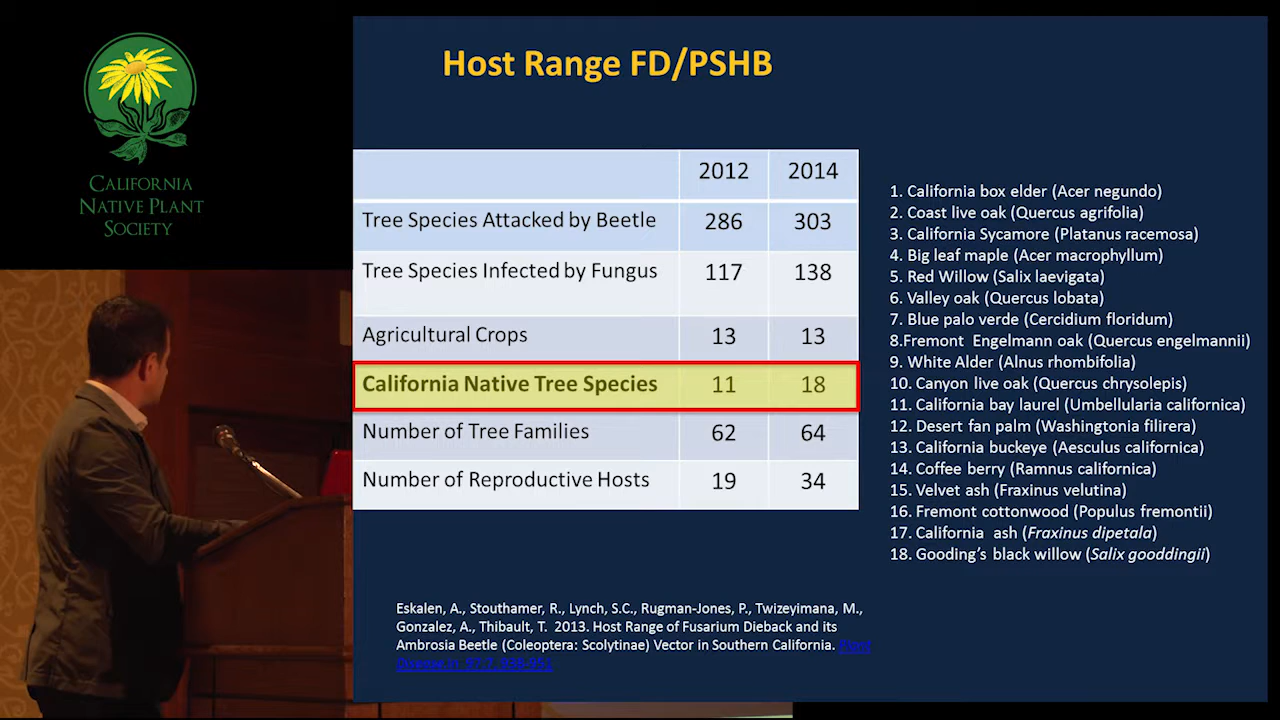 CALIFORNIA
NATIVE PLANT
SOCIETY
Host Range FD/PSHB
2012 2014
Tree Species Attacked by Beetle 286 303
Tree Species Infected by Fungus 117 138
Agricultural Crops 13 13
California Native Tree Species 11 18
Number of Tree Families 62 64
Number of Reproductive Hosts 19 34
1. California box elder (Acer negundo)
2. Coast live oak (Quercus agrifolia)
3. California Sycamore (Platanus racemosa)
4. Big leaf maple (Acer macrophyllum)
5. Red Willow (Salix laevigata)
6. Valley oak (Quercus lobata)
7. Blue palo verde (Cercidium floridum)
8.Fremont Engelmann oak (Quercus engelmannii)
9. White Alder (Alnus rhombifolia)
10. Canyon live oak (Quercus chrysolepis)
11. California bay laurel (Umbellularia californica)
12. Desert fan palm (Washingtonia filirera)
13. California buckeye (Aesculus californica)
14. Coffee berry (Ramnus californica)
15. Velvet ash (Fraxinus velutina)
16. Fremont cottonwood (Populus fremontii)
17. California ash (Fraxinus dipetala)
18. Gooding's black willow (Salix gooddingii)
Eskalen, A., Stouthamer, R., Lynch, S.C., Rugman-Jones, P., Twizeyimana, M.,
Gonzalez, A., Thibault, T. 2013. Host Range of Fusarium Dieback and its
Ambrosia Beetle (Coleoptera: Scolytinae) Vector in Southern California. Plant
Disease